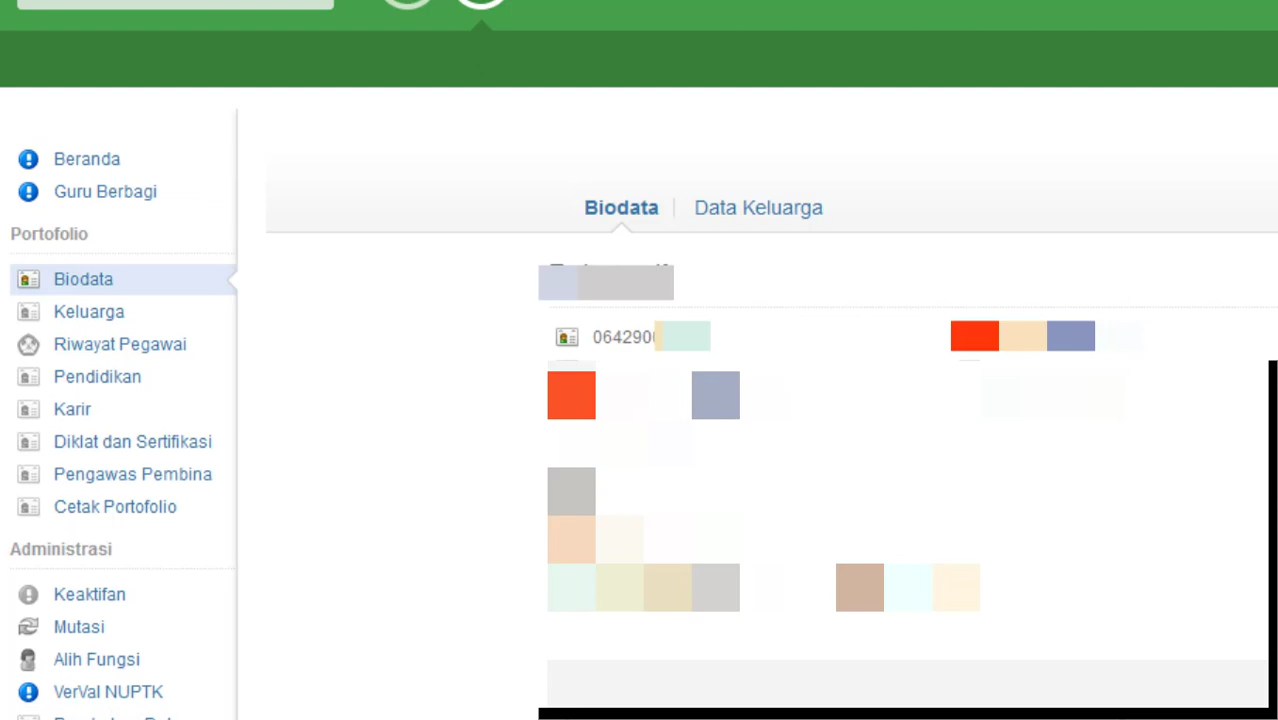 Beranda
Guru Berbagi
Portofolio
Biodata
Keluarga
Riwayat Pegawai
Pendidikan
Karir
Diklat dan Sertifikasi
Pengawas Pembina
Cetak Portofolio
Administrasi
Keaktifan
Mutasi
Alih Fungsi
VerVal NUPTK
Biodata
Data Keluarga